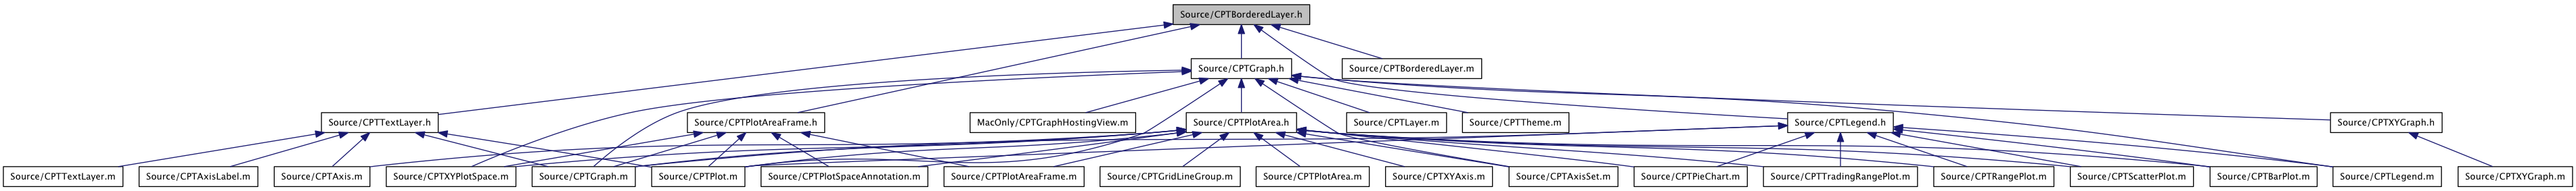 Source/CPTBorderedLayer.h
Source/CPTGraph.h
Source/CPTBorderedLayer.m
Source/CPTTextLayer.h
Source/CPTPlotAreaFrame.h
MacOnly/CPTGraphHostingView.m
Source/CPTPlotArea.h
Source/CPTLayer.m
Source/CPTTheme.m
Source/CPTLegend.h
Source/CPTXYGraph.h
Source/CPTTextLayer.m
Source/CPTAxisLabel.m
Source/CPTAxis.m
Source/CPTXYPlotSpace.m
Source/CPTGraph.m
Source/CPTPlot.m
Source/CPTPlotSpaceAnnotation.m
Source/CPTPlotAreaFrame.m
Source/CPTGridLineGroup.m
Source/CPTPlotArea.m
Source/CPTXYAxis.m
Source/CPTAxisSet.m
Source/CPTPieChart.m
Source/CPTTradingRangePlot.m
Source/CPTRangePlot.m
Source/CPTScatterPlot.m
Source/CPTBarPlot.m
Source/CPTLegend.m
Source/CPTXYGraph.m